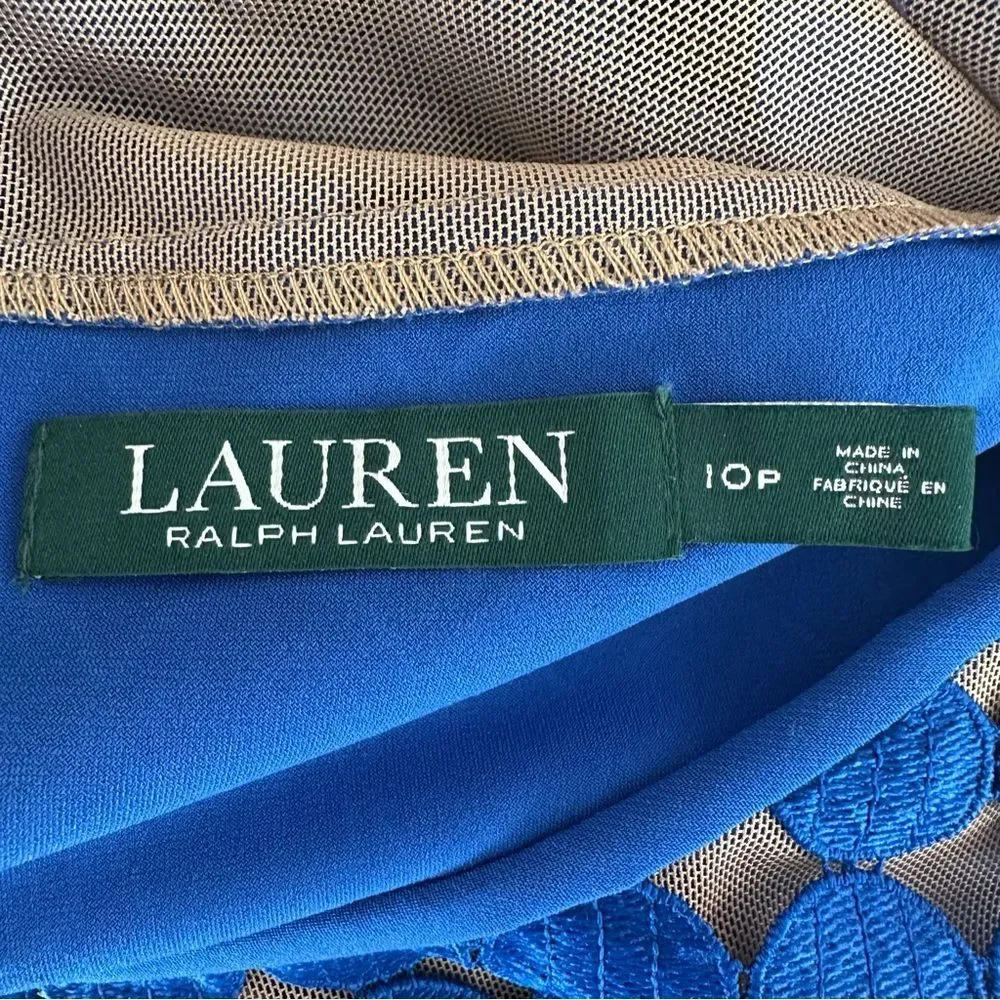 LAUREN
RALPH LAUREN
10P
MADE IN
CHINA
FABRIQUÉ EN
CHINE